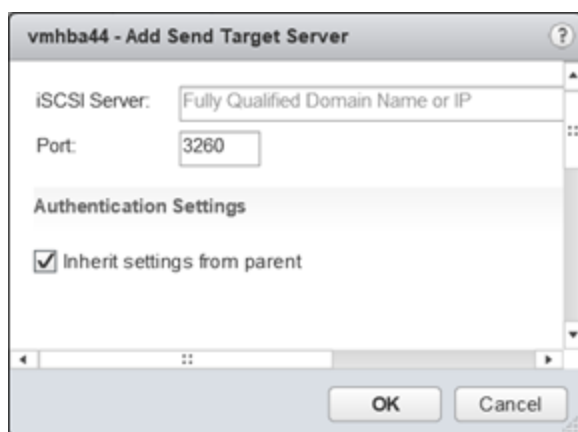 vmhba44 - Add Send Target Server ?
iSCSI Server: Fully Qualified Domain Name or IP
Port: 3260
Authentication Settings
Inherit settings from parent
OK Cancel